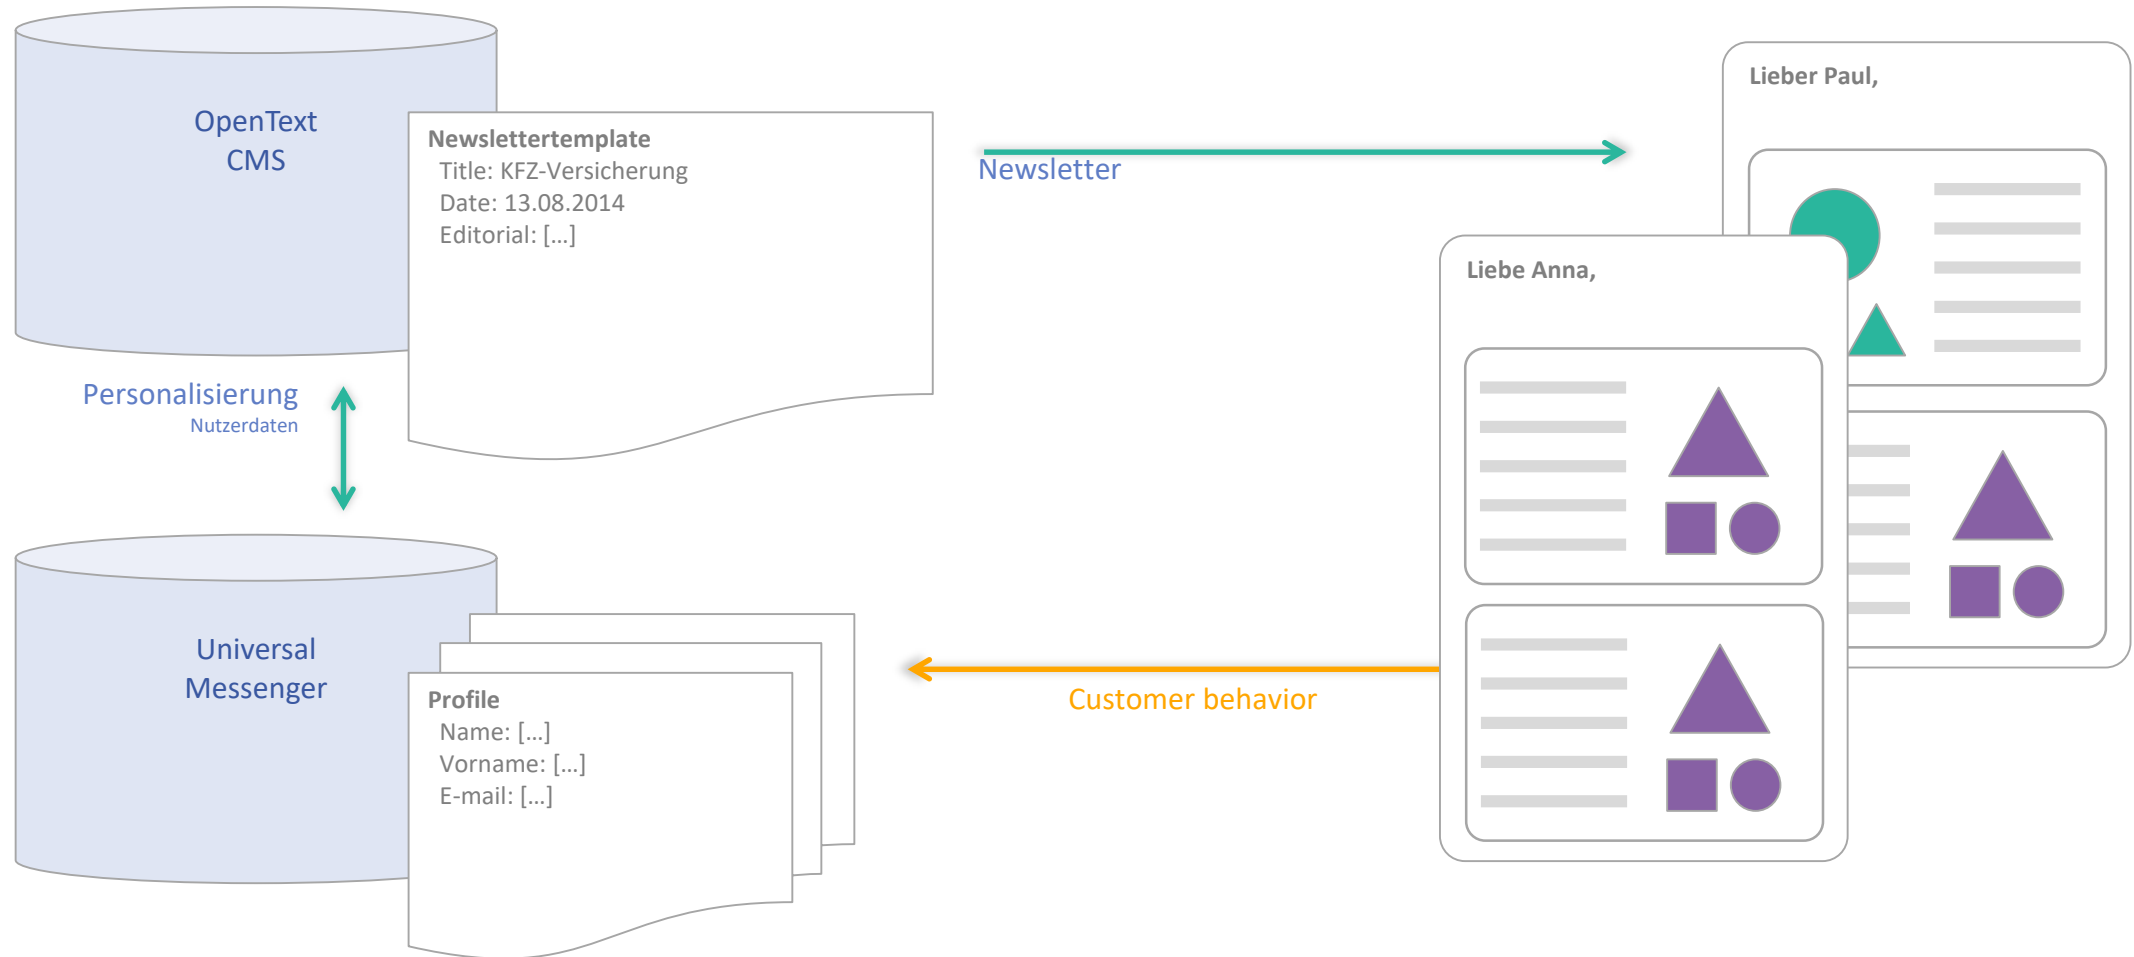 OpenText
CMS
Newslettertemplate
Title: KFZ-Versicherung
Date: 13.08.2014
Editorial: […]
Newsletter
Lieber Paul,
Liebe Anna,
Personalisierung
Nutzerdaten
Universal
Messenger
Profile
Name: […]
Vorname: […]
E-mail: […]
Customer behavior